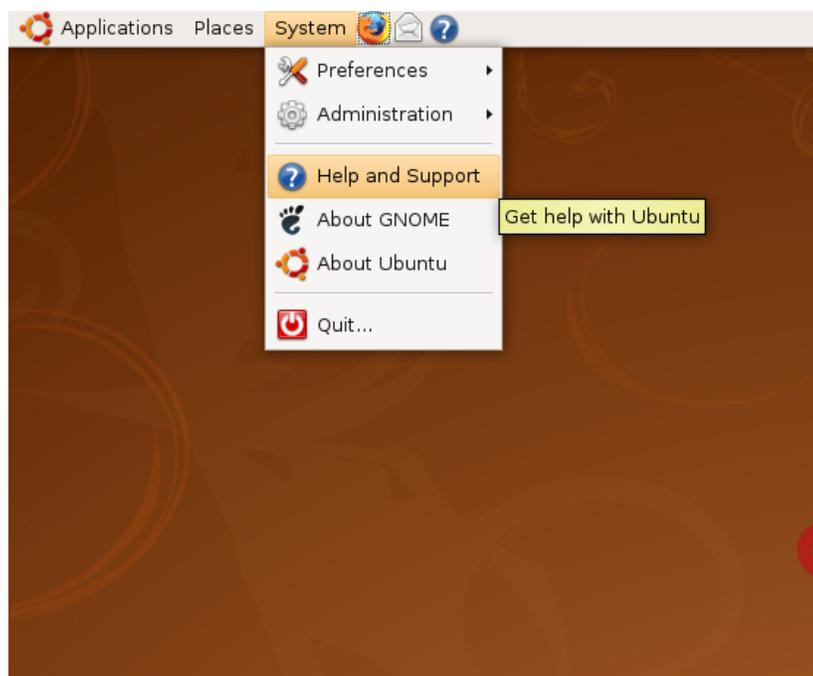 Applications Places System
Preferences
Administration
Help and Support
Get help with Ubuntu
About GNOME
About Ubuntu
Quit...